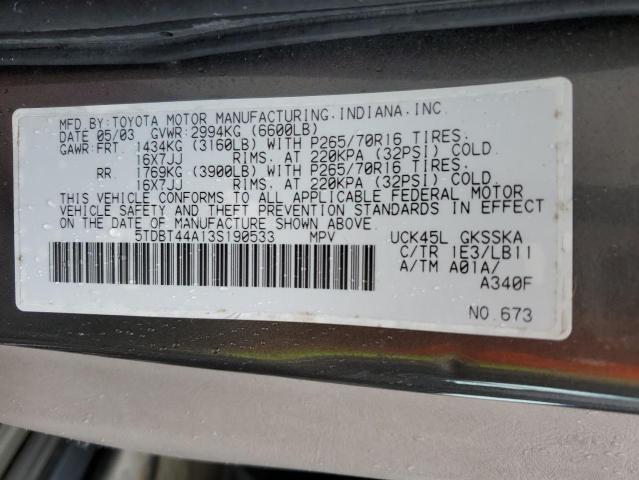 MFD.BY:TOYOTA MOTOR MANUFACTURING.INDIANA.INC
DATE 05/03 GVWR:2994KG (6600LB)
GAWR:FRT 1434KG (3160LB) WITH P265/70R16 TIRES.
16X7JJ RIMS. AT 220KPA (32PSI) COLD
RR 1769KG (3900LB) WITH P265/70R16 TIRES.
16X7JJ RIMS. AT 220KPA (32PSI) COLD
THIS VEHICLE CONFORMS TO ALL APPLICABLE FEDERAL MOTOR
VEHICLE SAFETY AND THEFT PREVENTION STANDARDS IN EFFECT
ON THE DATE OF MANUFACTURE SHOWN ABOVE.
5TDBT44A13S190533 MPV UCK45L GKSSKA
C/TR 1E3/LB11
A/TM A01A/
A340F
NO.673